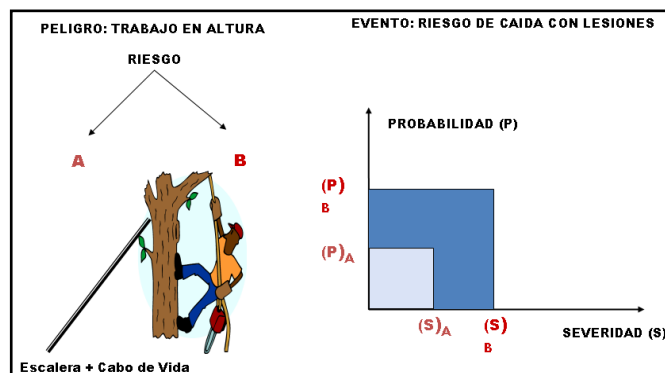 PELIGRO: TRABAJO EN ALTURA
RIESGO
A
B
Escalera + Cabo de Vida
EVENTO: RIESGO DE CAIDA CON LESIONES
PROBABILIDAD (P)
(P)
B
(P)A
(S)A
(S)
B
SEVERIDAD (S)